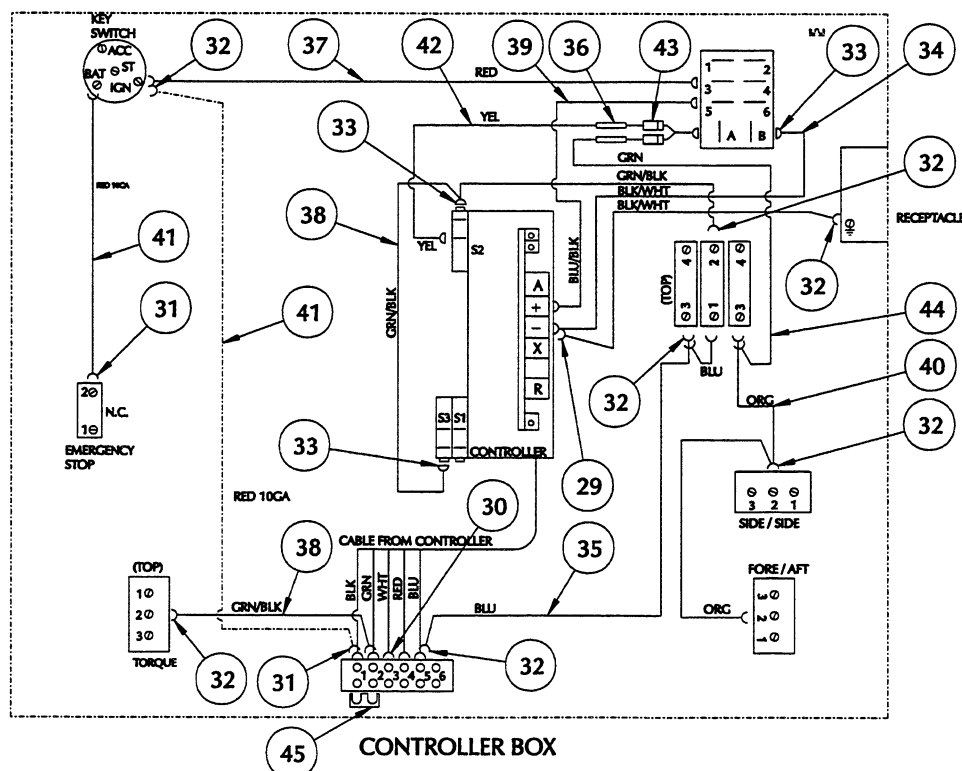 KEY
SWITCH
ACC
ST
BAT
IGN
32
37
42
39
36
43
33
34
RED
1
2
3
4
5
6
A
B
YEL
33
GRN
GRN/BLK
BLK/WHT
BLK/WHT
32
RECEPTACLE
32
41
38
YEL
S2
BLU/BLK
GRN/BLK
A
+
−
X
R
(TOP)
4
2
4
3
1
3
44
31
41
32
BLU
40
ORG
2
1
N.C.
EMERGENCY
STOP
S3
S1
CONTROLLER
33
29
32
3
2
1
SIDE / SIDE
RED 10GA
30
CABLE FROM CONTROLLER
38
35
BLK
GRN
WHT
RED
BLU
(TOP)
1
2
3
TORQUE
GRN/BLK
BLU
FORE / AFT
3
2
1
ORG
32
31
32
1
2
3
4
5
6
45
CONTROLLER BOX